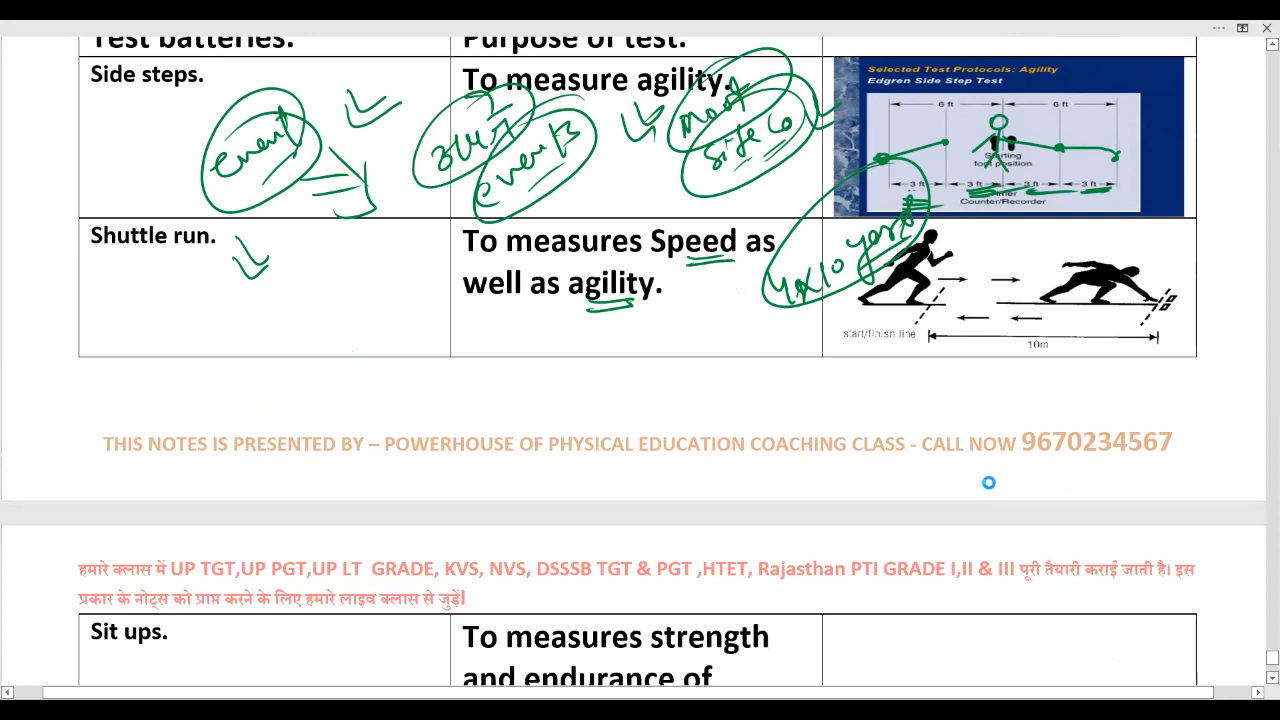 Test batteries.
Purpose of test.
Side steps.
To measure agility.
Selected Test Protocols: Agility
Edgren Side Step Test
6 ft
6 ft
Starting
foot position
3 ft
3 ft
3 ft
3 ft
Counter/Recorder
event
even B
Side Co
4x10 yard
Shuttle run.
To measures Speed as
well as agility.
start/finish line
10m
THIS NOTES IS PRESENTED BY – POWERHOUSE OF PHYSICAL EDUCATION COACHING CLASS - CALL NOW 9670234567
हमारे क्लास में UP TGT,UP PGT,UP LT GRADE, KVS, NVS, DSSSB TGT & PGT ,HTET, Rajasthan PTI GRADE I,II & III पूरी तैयारी कराई जाती है। इस
प्रकार के नोट्स को प्राप्त करने के लिए हमारे लाइव क्लास से जुड़ें।
Sit ups.
To measures strength
and endurance of